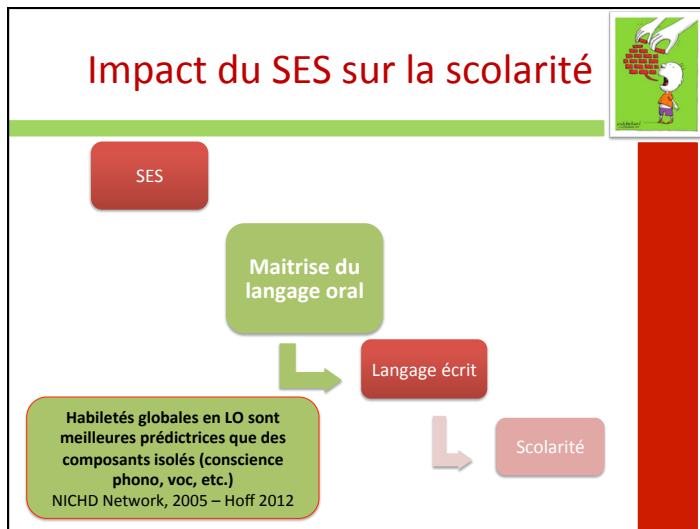 Impact du SES sur la scolarité
SES
Maitrise du
langage oral
Langage écrit
Habiletés globales en LO sont
meilleures prédictrices que des
composants isolés (conscience
phono, voc, etc.)
NICHD Network, 2005 – Hoff 2012
Scolarité